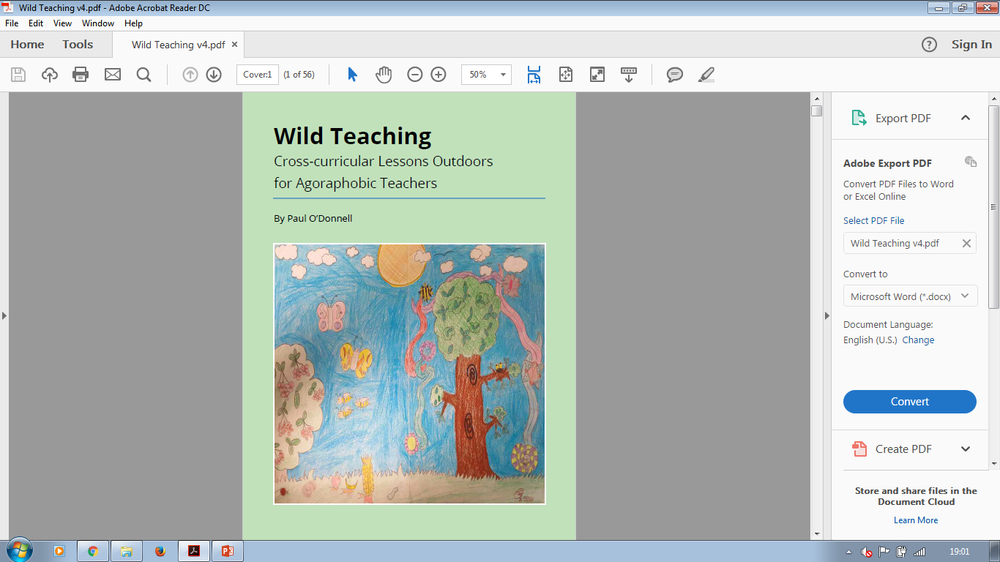 Wild Teaching v4.pdf - Adobe Acrobat Reader DC
File Edit View Window Help
Home Tools Wild Teaching v4.pdf × Sign In
Cover:1 (1 of 56) 50%
Wild Teaching
Cross-curricular Lessons Outdoors
for Agoraphobic Teachers
By Paul O’Donnell
Export PDF
Adobe Export PDF
Convert PDF Files to Word
or Excel Online
Select PDF File
Wild Teaching v4.pdf
Convert to
Microsoft Word (*.docx)
Document Language:
English (U.S.) Change
Convert
Create PDF
Store and share files in the
Document Cloud
Learn More
19:01